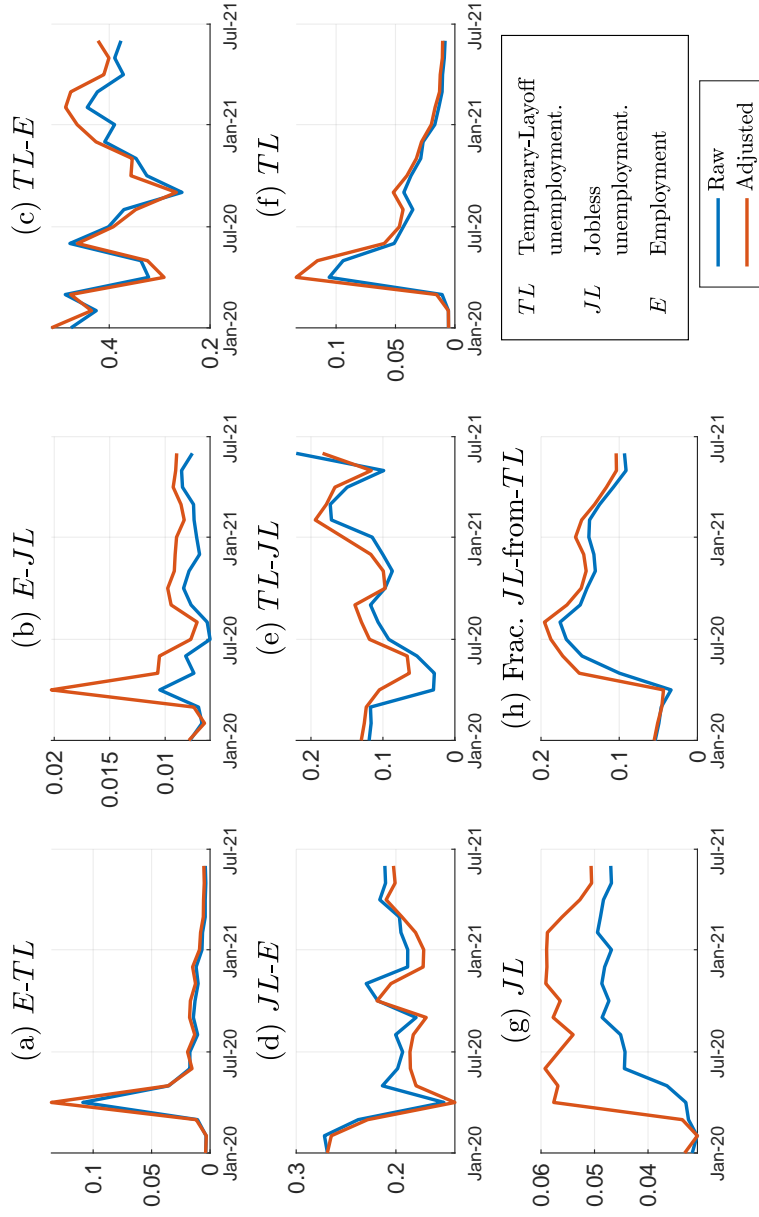 (a) E-TL
0.1
0.05
0
Jan-20
Jul-20
Jan-21
Jul-21
(b) E-JL
0.02
0.015
0.01
Jan-20
Jul-20
Jan-21
Jul-21
(c) TL-E
0.4
0.2
Jan-20
Jul-20
Jan-21
Jul-21
(d) JL-E
0.3
0.2
Jan-20
Jul-20
Jan-21
Jul-21
(e) TL-JL
0.2
0.1
0
Jan-20
Jul-20
Jan-21
Jul-21
(f) TL
0.1
0.05
0
Jan-20
Jul-20
Jan-21
Jul-21
(g) JL
0.06
0.05
0.04
Jan-20
Jul-20
Jan-21
Jul-21
(h) Frac. JL-from-TL
0.2
0.1
0
Jan-20
Jul-20
Jan-21
Jul-21
TL Temporary-Layoff
unemployment.
JL Jobless
unemployment.
E Employment
Raw
Adjusted